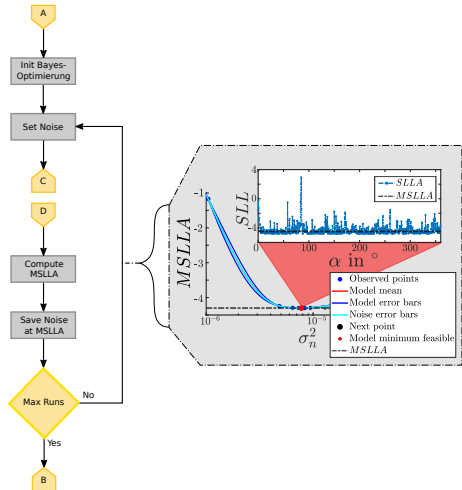 A
Init Bayes-
Optimierung
Set Noise
C
D
Compute
MSLLA
Save Noise
at MSLLA
Max Runs
No
Yes
B
MSLLA
-1
-2
-3
-4
10^-6
10^-5
σ_n^2
SLL
4
0
-4
0
100
200
300
α in °
SLLA
MSLLA
Observed points
Model mean
Model error bars
Noise error bars
Next point
Model minimum feasible
MSLLA